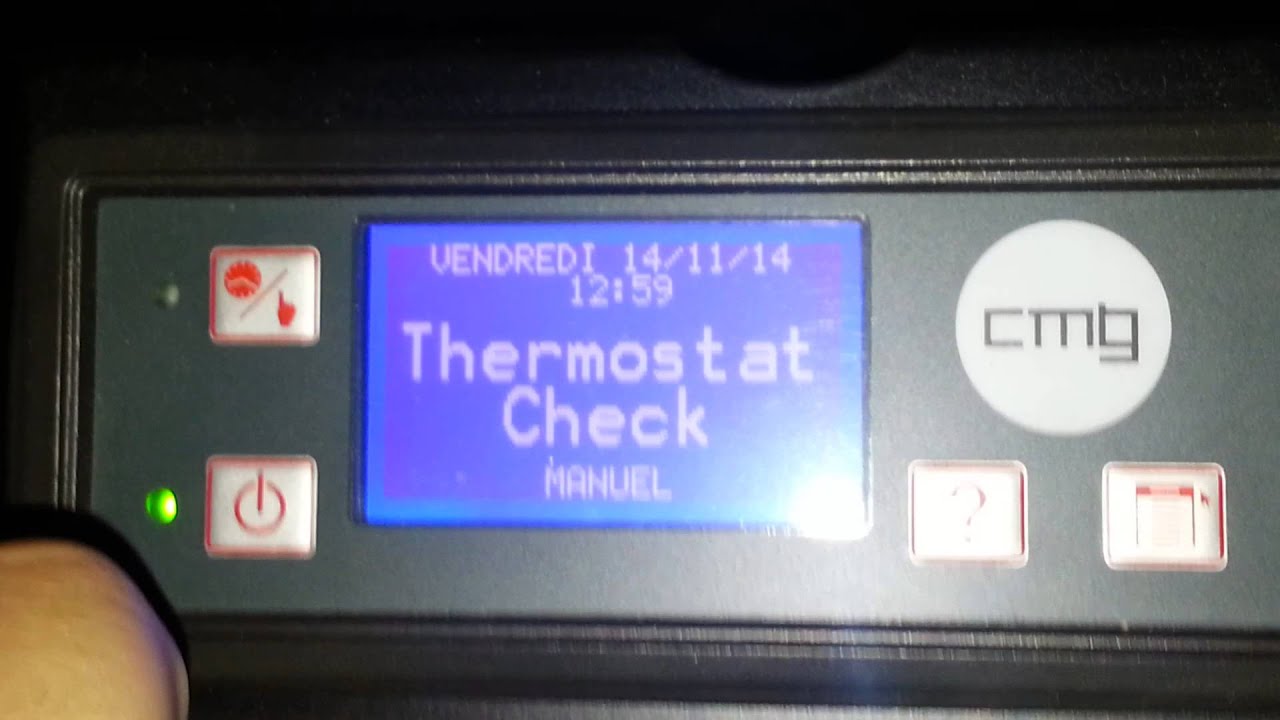 VENDREDI 14/11/14
12:59
Thermostat
Check
MANUEL
cmg
?